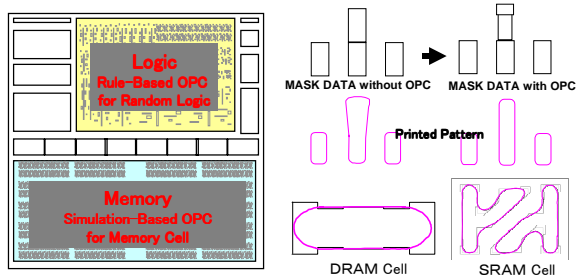 Logic
Rule-Based OPC
for Random Logic
Memory
Simulation-Based OPC
for Memory Cell
MASK DATA without OPC
MASK DATA with OPC
Printed Pattern
DRAM Cell
SRAM Cell